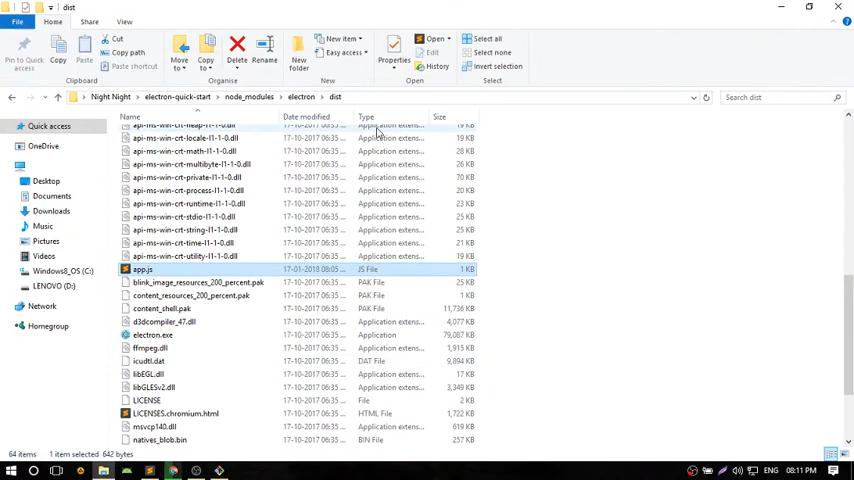 dist
File Home Share View
Pin to Quick access
Copy
Cut
Copy path
Paste Shortcut
Move to
Copy to
Delete
Rename
New folder
New item
Easy access
Properties
Open
Edit
History
Select all
Select none
Invert selection
Clipboard Organise New Open Select
Night Night electron-quick-start node_modules electron dist Search dist
Name Date modified Type Size
Quick access
OneDrive
Desktop
Documents
Downloads
Music
Pictures
Videos
Windows8_OS (C:)
LENOVO (D:)
Network
Homegroup
api-ms-win-crt-heap-l1-1-0.dll 17-10-2017 06:35 ... Application extens... 19 KB
api-ms-win-crt-locale-l1-1-0.dll 17-10-2017 06:35 ... Application extens... 19 KB
api-ms-win-crt-math-l1-1-0.dll 17-10-2017 06:35 ... Application extens... 28 KB
api-ms-win-crt-multibyte-l1-1-0.dll 17-10-2017 06:35 ... Application extens... 26 KB
api-ms-win-crt-private-l1-1-0.dll 17-10-2017 06:35 ... Application extens... 70 KB
api-ms-win-crt-process-l1-1-0.dll 17-10-2017 06:35 ... Application extens... 20 KB
api-ms-win-crt-runtime-l1-1-0.dll 17-10-2017 06:35 ... Application extens... 23 KB
api-ms-win-crt-stdio-l1-1-0.dll 17-10-2017 06:35 ... Application extens... 25 KB
api-ms-win-crt-string-l1-1-0.dll 17-10-2017 06:35 ... Application extens... 25 KB
api-ms-win-crt-time-l1-1-0.dll 17-10-2017 06:35 ... Application extens... 21 KB
api-ms-win-crt-utility-l1-1-0.dll 17-10-2017 06:35 ... Application extens... 19 KB
app.js 17-01-2018 08:05 ... JS File 1 KB
blink_image_resources_200_percent.pak 17-10-2017 06:35 ... PAK File 25 KB
content_resources_200_percent.pak 17-10-2017 06:35 ... PAK File 1 KB
content_shell.pak 17-10-2017 06:35 ... PAK File 11,736 KB
d3dcompiler_47.dll 17-10-2017 06:35 ... Application extens... 4,077 KB
electron.exe 17-10-2017 06:35 ... Application 79,087 KB
ffmpeg.dll 17-10-2017 06:35 ... Application extens... 1,915 KB
icudtl.dat 17-10-2017 06:35 ... DAT File 9,894 KB
libEGL.dll 17-10-2017 06:35 ... Application extens... 17 KB
libGLESv2.dll 17-10-2017 06:35 ... Application extens... 3,349 KB
LICENSE 17-10-2017 06:35 ... File 2 KB
LICENSES.chromium.html 17-10-2017 06:35 ... HTML File 1,722 KB
msvcp140.dll 17-10-2017 06:35 ... Application extens... 619 KB
natives_blob.bin 17-10-2017 06:35 ... BIN File 257 KB
64 items 1 item selected 642 bytes
ENG 08:11 PM